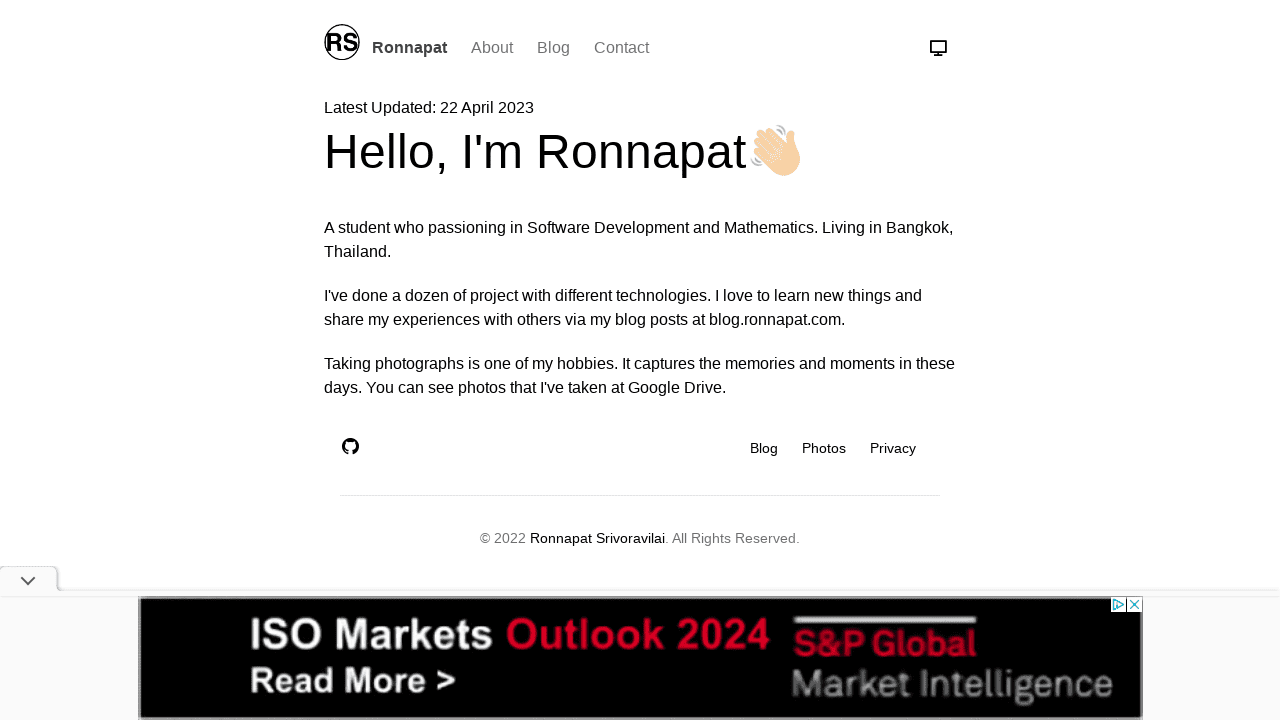 RS
Ronnapat About Blog Contact
Latest Updated: 22 April 2023
Hello, I'm Ronnapat
A student who passioning in Software Development and Mathematics. Living in Bangkok,
Thailand.
I've done a dozen of project with different technologies. I love to learn new things and
share my experiences with others via my blog posts at blog.ronnapat.com.
Taking photographs is one of my hobbies. It captures the memories and moments in these
days. You can see photos that I've taken at Google Drive.
Blog Photos Privacy
© 2022 Ronnapat Srivoravilai. All Rights Reserved.
ISO Markets Outlook 2024
Read More >
S&P Global
Market Intelligence